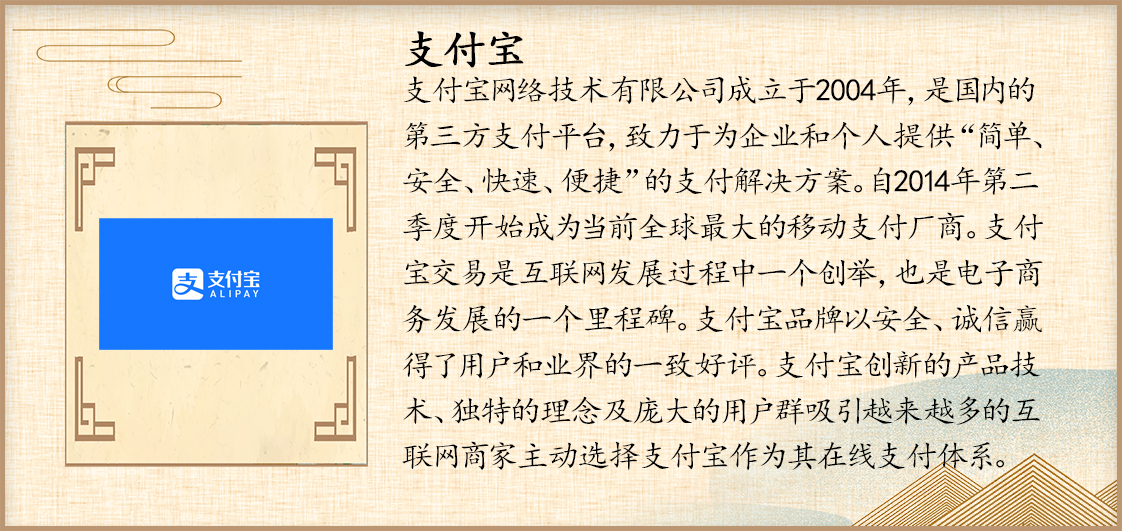 支付宝
支付宝网络技术有限公司成立于2004年，是国内的
第三方支付平台，致力于为企业和个人提供“简单、
安全、快速、便捷”的支付解决方案。自2014年第二
季度开始成为当前全球最大的移动支付厂商。支付
宝交易是互联网发展过程中一个创举，也是电子商
务发展的一个里程碑。支付宝品牌以安全、诚信赢
得了用户和业界的一致好评。支付宝创新的产品技
术、独特的理念及庞大的用户群吸引越来越多的互
联网商家主动选择支付宝作为其在线支付体系。
支 支付宝
ALIPAY